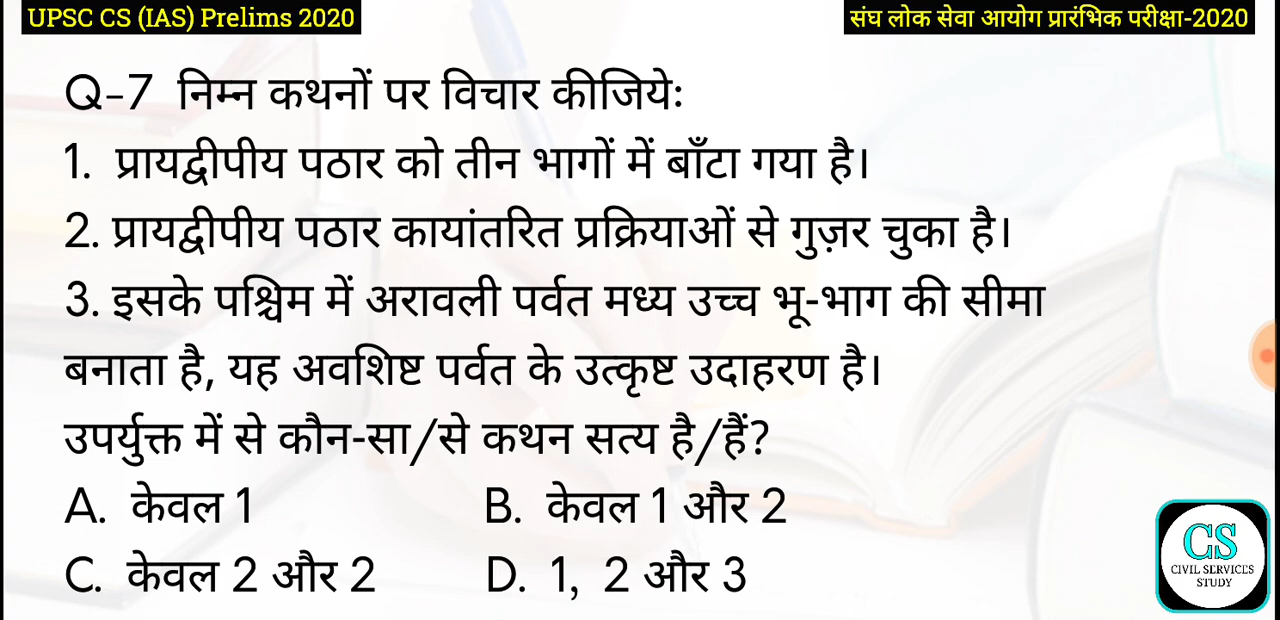 UPSC CS (IAS) Prelims 2020
संघ लोक सेवा आयोग प्रारंभिक परीक्षा-2020
Q-7 निम्न कथनों पर विचार कीजिये:
1. प्रायद्वीपीय पठार को तीन भागों में बाँटा गया है।
2. प्रायद्वीपीय पठार कायांतरित प्रक्रियाओं से गुज़र चुका है।
3. इसके पश्चिम में अरावली पर्वत मध्य उच्च भू-भाग की सीमा
बनाता है, यह अवशिष्ट पर्वत के उत्कृष्ट उदाहरण है।
उपर्युक्त में से कौन-सा/से कथन सत्य है/हैं?
A. केवल 1 B. केवल 1 और 2
C. केवल 2 और 2 D. 1, 2 और 3
CS
CIVIL SERVICES
STUDY